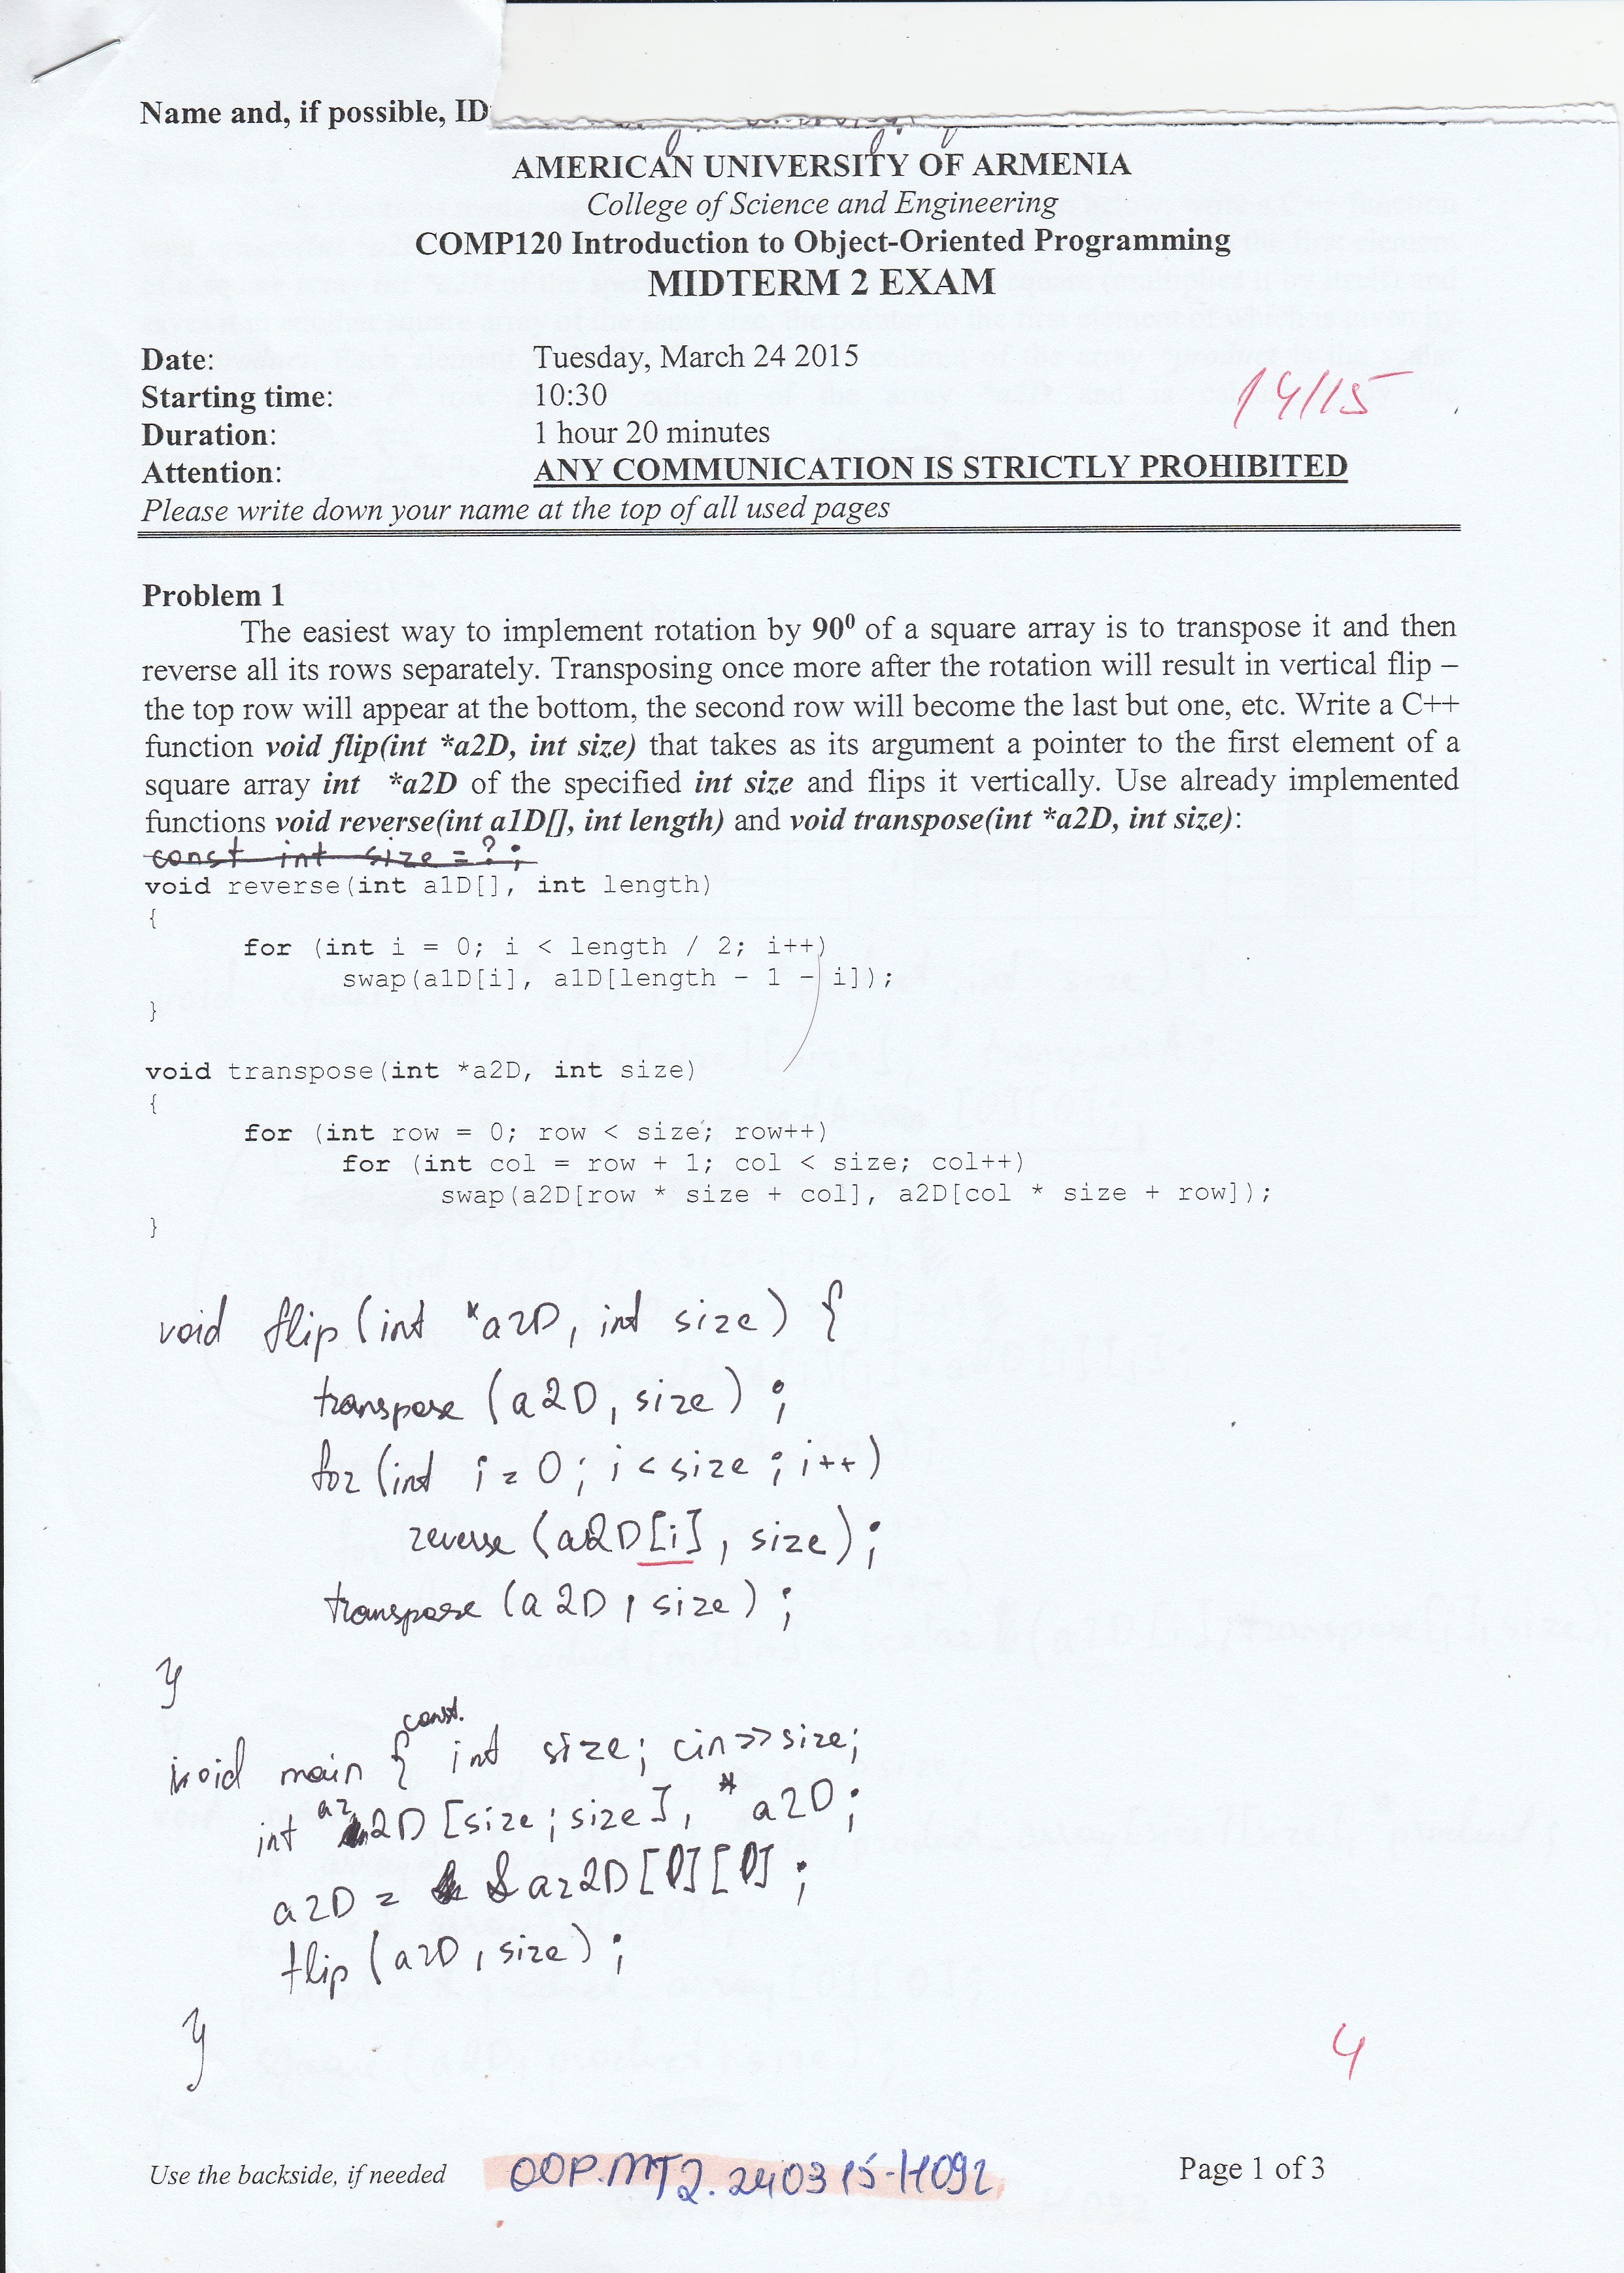 Name and, if possible, ID
AMERICAN UNIVERSITY OF ARMENIA
College of Science and Engineering
COMP120 Introduction to Object-Oriented Programming
MIDTERM 2 EXAM
Date: Tuesday, March 24 2015
14/15
Starting time: 10:30
Duration: 1 hour 20 minutes
Attention: ANY COMMUNICATION IS STRICTLY PROHIBITED
Please write down your name at the top of all used pages
Problem 1
The easiest way to implement rotation by 90⁰ of a square array is to transpose it and then
reverse all its rows separately. Transposing once more after the rotation will result in vertical flip –
the top row will appear at the bottom, the second row will become the last but one, etc. Write a C++
function void flip(int *a2D, int size) that takes as its argument a pointer to the first element of a
square array int *a2D of the specified int size and flips it vertically. Use already implemented
functions void reverse(int a1D[], int length) and void transpose(int *a2D, int size):
const int size = ?;
void reverse(int a1D[], int length)
{
for (int i = 0; i < length / 2; i++)
swap(a1D[i], a1D[length - 1 - i]);
}
void transpose(int *a2D, int size)
{
for (int row = 0; row < size; row++)
for (int col = row + 1; col < size; col++)
swap(a2D[row * size + col], a2D[col * size + row]);
}
void flip (int *a2D, int size) {
transpose (a2D, size);
for (int i = 0; i < size; i++)
reverse (a2D[i], size);
transpose (a2D, size);
}
void main { const int size; cin >> size;
int ar2D [size; size], *a2D;
a2D = &ar2D[0][0];
flip (a2D, size);
}
4
Use the backside, if needed
OOP.MT2.240315-H092
Page 1 of 3